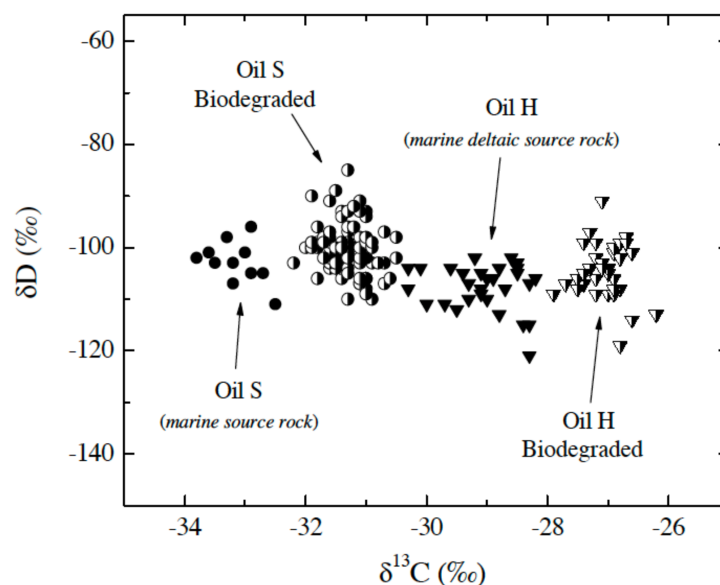 -60
-80
-100
-120
-140
δD (‰)
Oil S
Biodegraded
Oil H
(marine deltaic source rock)
Oil S
(marine source rock)
Oil H
Biodegraded
-34
-32
-30
-28
-26
δ¹³C (‰)